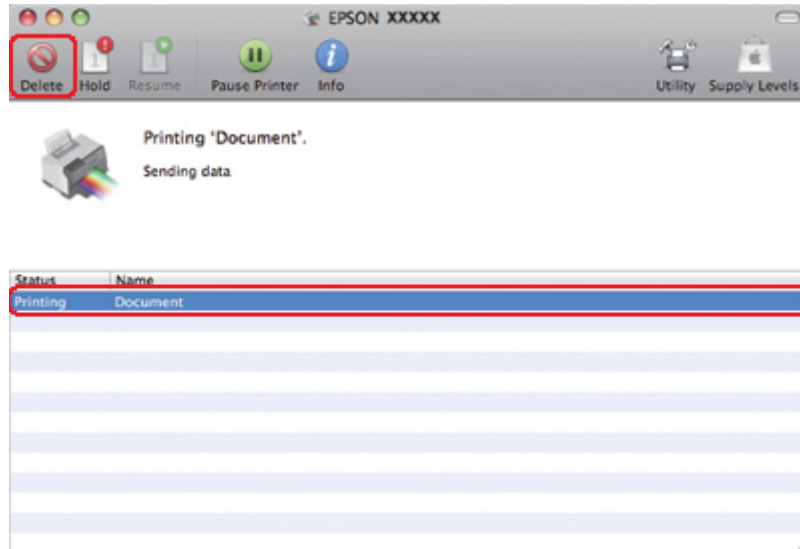 EPSON XXXXX
Delete Hold Resume Pause Printer Info Utility Supply Levels
Printing 'Document'.
Sending data
Status Name
Printing Document